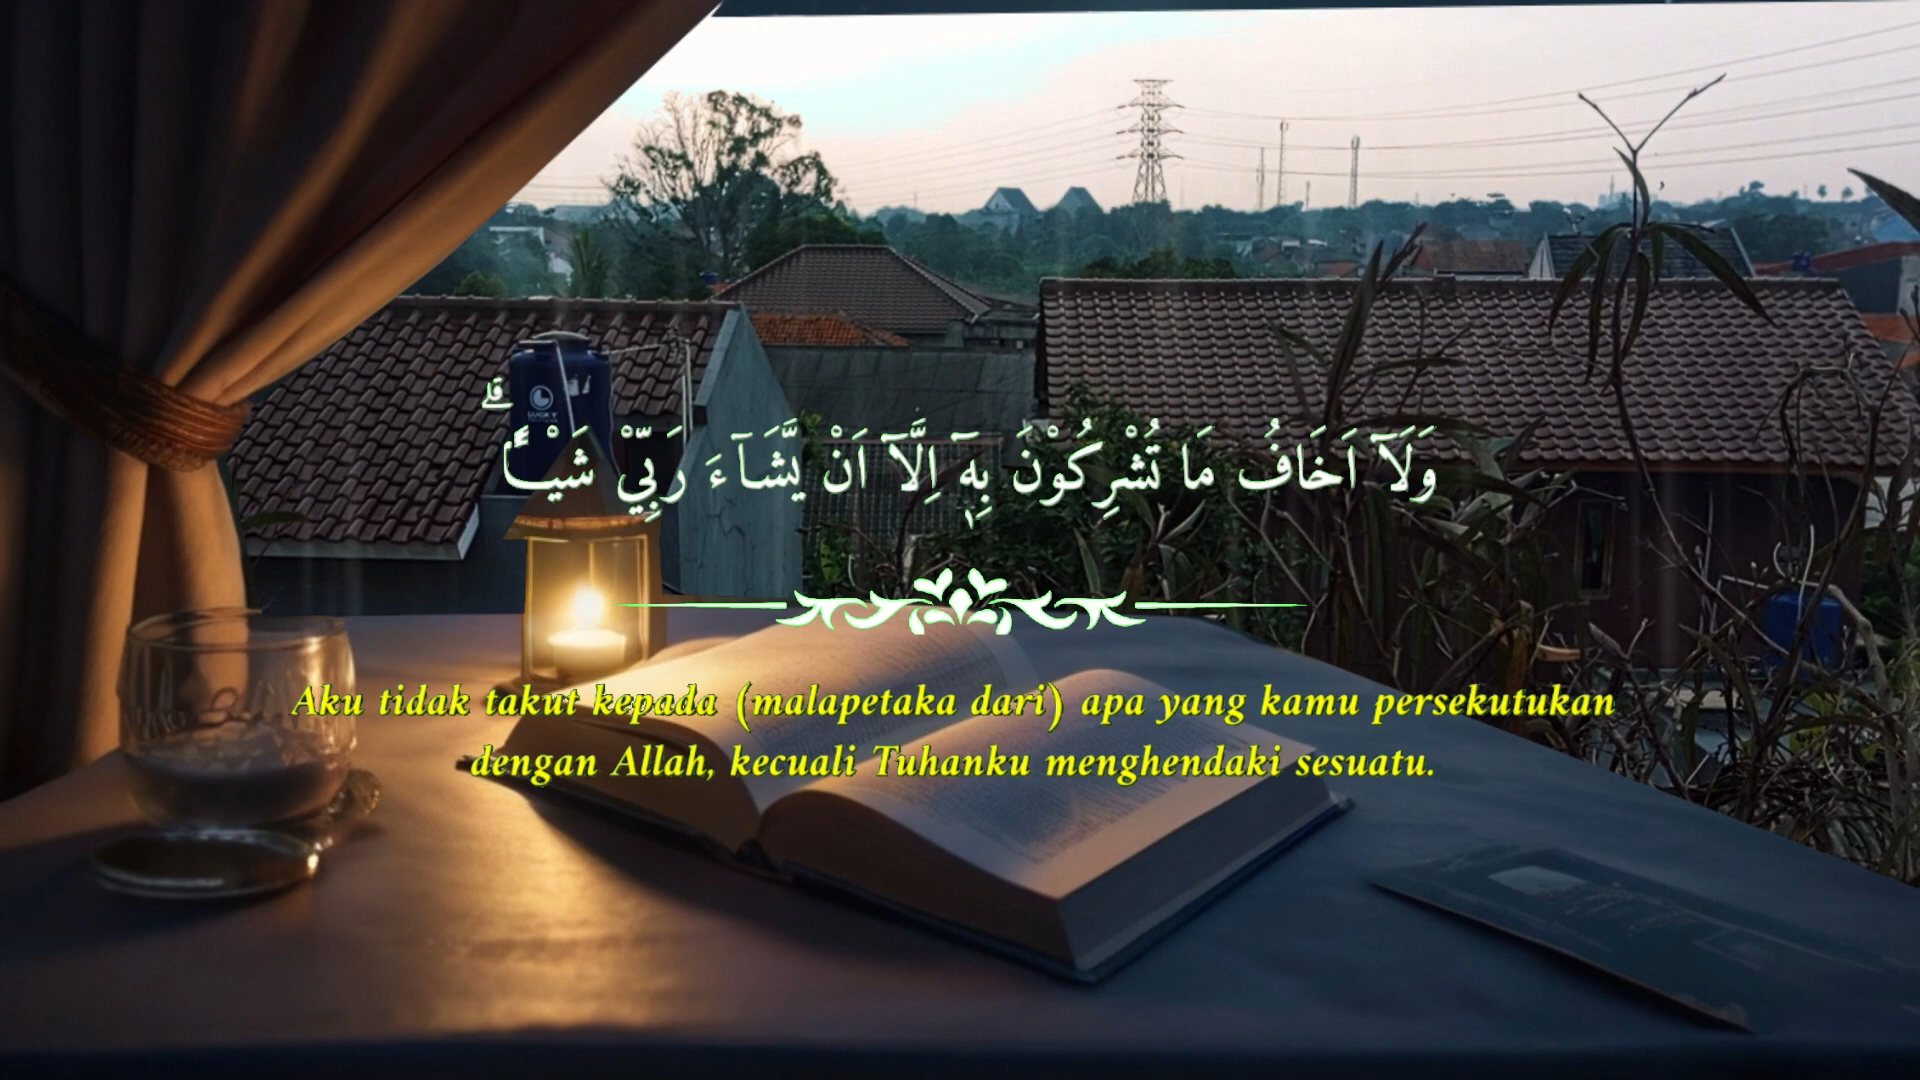 وَلَآ اَخَافُ مَا تُشْرِكُوْنَ بِهٖٓ اِلَّآ اَنْ يَّشَاۤءَ رَبِّيْ شَيْـًٔاۗ
Aku tidak takut kepada (malapetaka dari) apa yang kamu persekutukan
dengan Allah, kecuali Tuhanku menghendaki sesuatu.